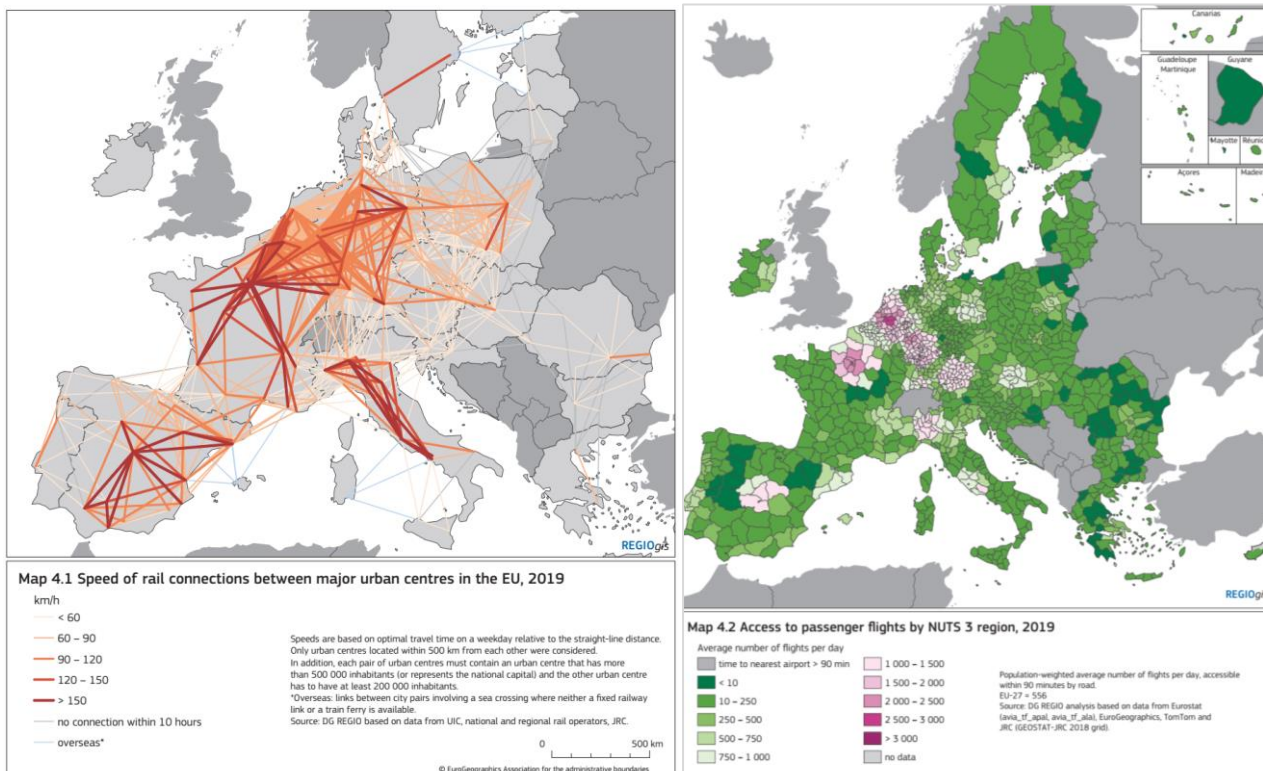 REGIOgis
Map 4.1 Speed of rail connections between major urban centres in the EU, 2019
km/h
< 60
60 – 90
90 – 120
120 – 150
> 150
no connection within 10 hours
overseas*
Speeds are based on optimal travel time on a weekday relative to the straight-line distance.
Only urban centres located within 500 km from each other were considered.
In addition, each pair of urban centres must contain an urban centre that has more
than 500 000 inhabitants (or represents the national capital) and the other urban centre
has to have at least 200 000 inhabitants.
*Overseas: links between city pairs involving a sea crossing where neither a fixed railway
link or a train ferry is available.
Source: DG REGIO based on data from UIC, national and regional rail operators, JRC.
0 500 km
© EuroGeographics Association for the administrative boundaries
Canarias
Guadeloupe
Martinique
Guyane
Mayotte
Réunio
Açores
Madeir
REGIOgis
Map 4.2 Access to passenger flights by NUTS 3 region, 2019
Average number of flights per day
time to nearest airport > 90 min
< 10
10 – 250
250 – 500
500 – 750
750 – 1 000
1 000 – 1 500
1 500 – 2 000
2 000 – 2 500
2 500 – 3 000
> 3 000
no data
Population-weighted average number of flights per day, accessible
within 90 minutes by road.
EU-27 = 556
Source: DG REGIO analysis based on data from Eurostat
(avia_tf_apal, avia_tf_ala), EuroGeographics, TomTom and
JRC (GEOSTAT-JRC 2018 grid).